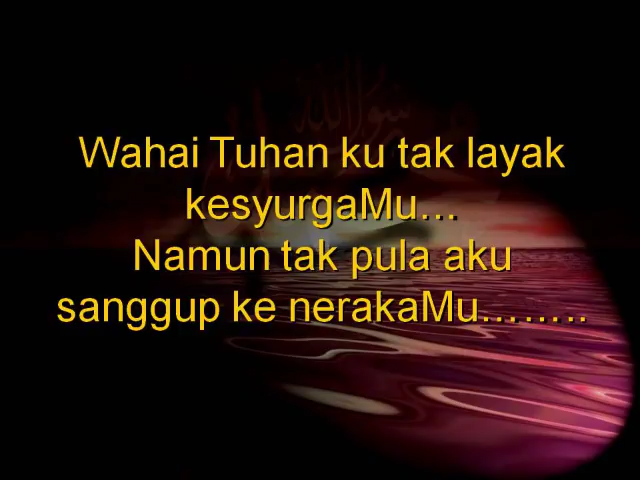 Wahai Tuhan ku tak layak
kesyurgaMu...
Namun tak pula aku
sanggup ke nerakaMu........